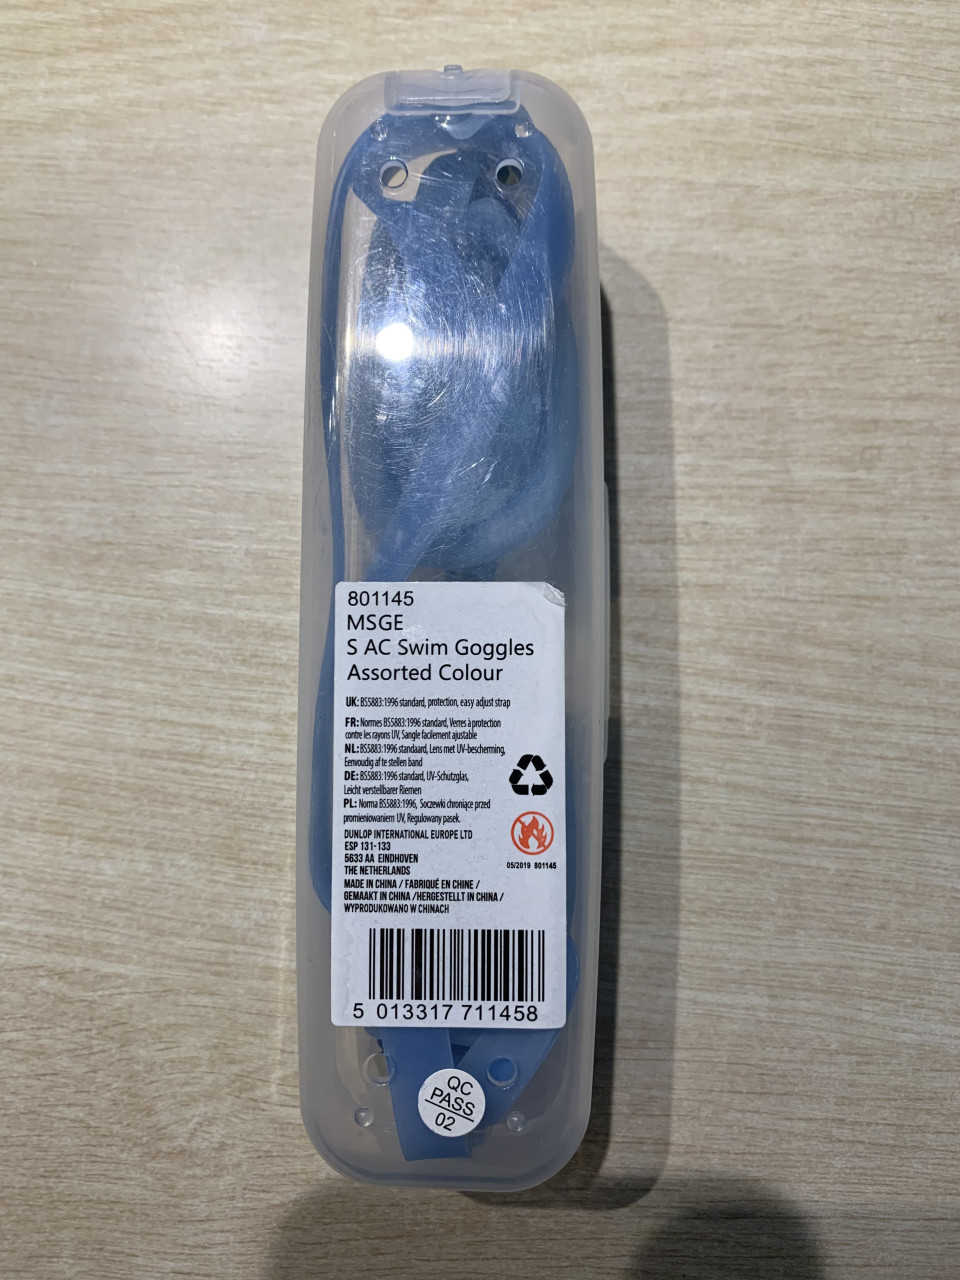 801145
MSGE
S AC Swim Goggles
Assorted Colour
UK: BS5883:1996 standard, protection, easy adjust strap
FR: Normes BS5883:1996 standard, Verres à protection
contre les rayons UV, Sangle facilement ajustable
NL: BS5883:1996 standaard, Lens met UV-bescherming,
Eenvoudig af te stellen band
DE: BS5883:1996 standard, UV-Schutzglas,
Leicht verstellbarer Riemen
PL: Norma BS5883:1996, Soczewki chroniące przed
promieniowaniem UV, Regulowany pasek.
DUNLOP INTERNATIONAL EUROPE LTD
ESP 131-133
5633 AA EINDHOVEN
THE NETHERLANDS
MADE IN CHINA / FABRIQUÉ EN CHINE /
GEMAAKT IN CHINA /HERGESTELLT IN CHINA /
WYPRODUKOWANO W CHINACH
05/2019 801145
5 013317 711458
QC
PASS
02